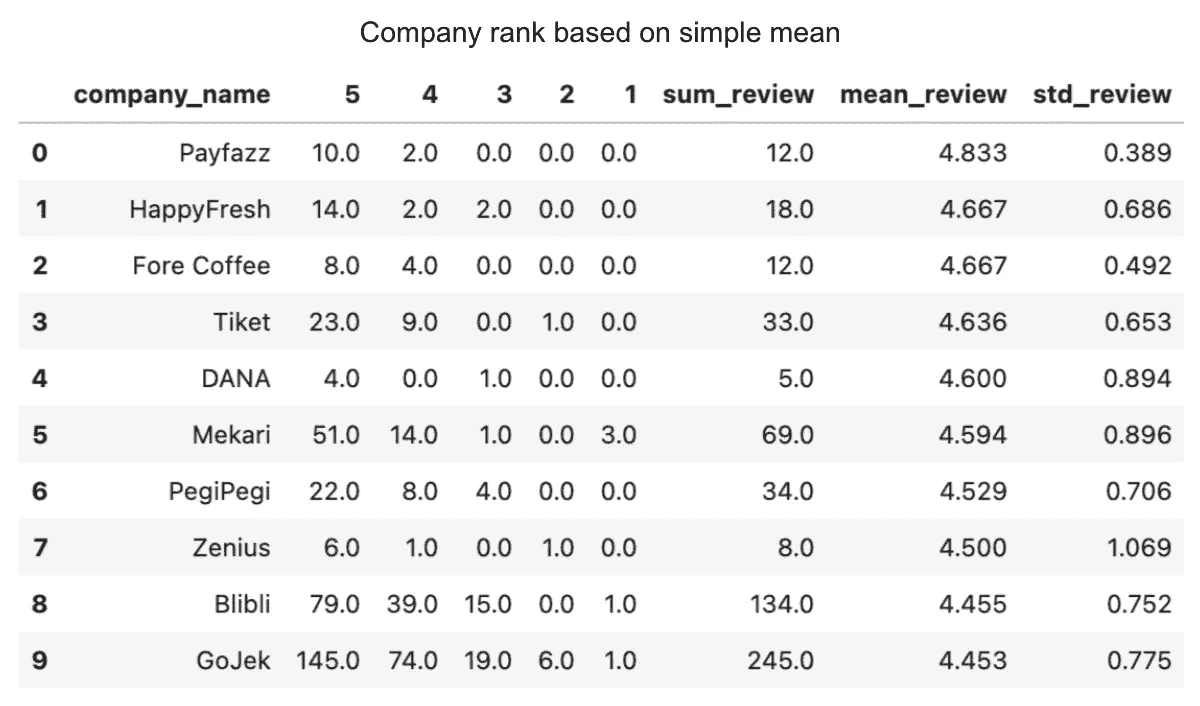 Company rank based on simple mean
company_name 5 4 3 2 1 sum_review mean_review std_review
0 Payfazz 10.0 2.0 0.0 0.0 0.0 12.0 4.833 0.389
1 HappyFresh 14.0 2.0 2.0 0.0 0.0 18.0 4.667 0.686
2 Fore Coffee 8.0 4.0 0.0 0.0 0.0 12.0 4.667 0.492
3 Tiket 23.0 9.0 0.0 1.0 0.0 33.0 4.636 0.653
4 DANA 4.0 0.0 1.0 0.0 0.0 5.0 4.600 0.894
5 Mekari 51.0 14.0 1.0 0.0 3.0 69.0 4.594 0.896
6 PegiPegi 22.0 8.0 4.0 0.0 0.0 34.0 4.529 0.706
7 Zenius 6.0 1.0 0.0 1.0 0.0 8.0 4.500 1.069
8 Blibli 79.0 39.0 15.0 0.0 1.0 134.0 4.455 0.752
9 GoJek 145.0 74.0 19.0 6.0 1.0 245.0 4.453 0.775